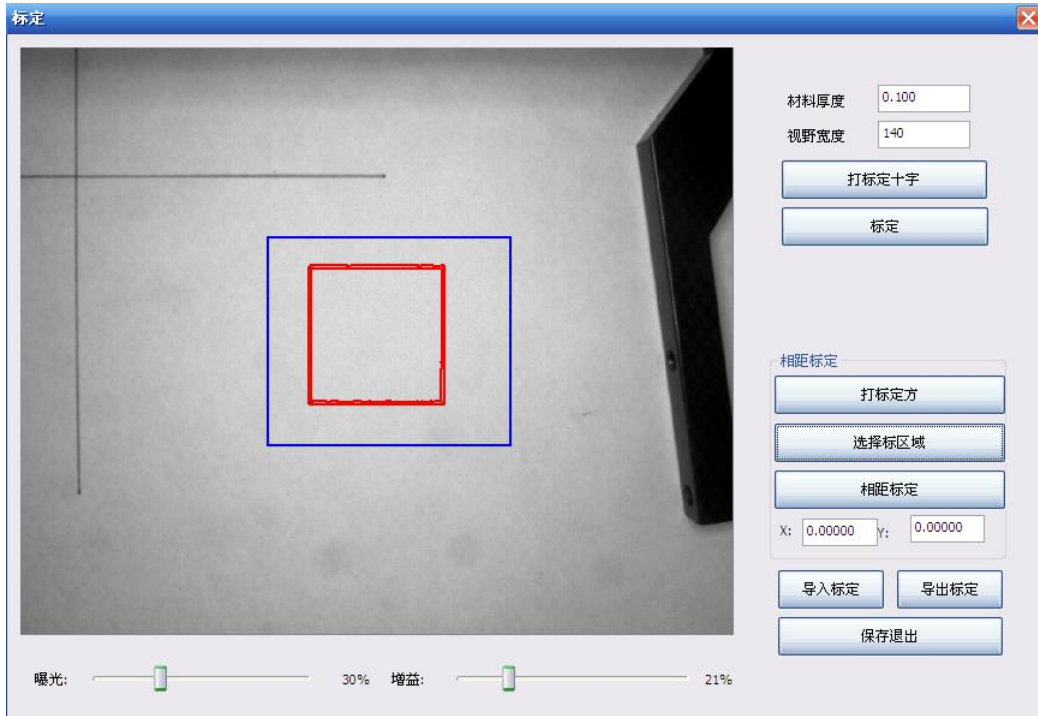 标定
材料厚度 0.100
视野宽度 140
打标定十字
标定
相距标定
打标定方
选择标区域
相距标定
X: 0.00000 Y: 0.00000
导入标定 导出标定
保存退出
曝光: 30% 增益: 21%